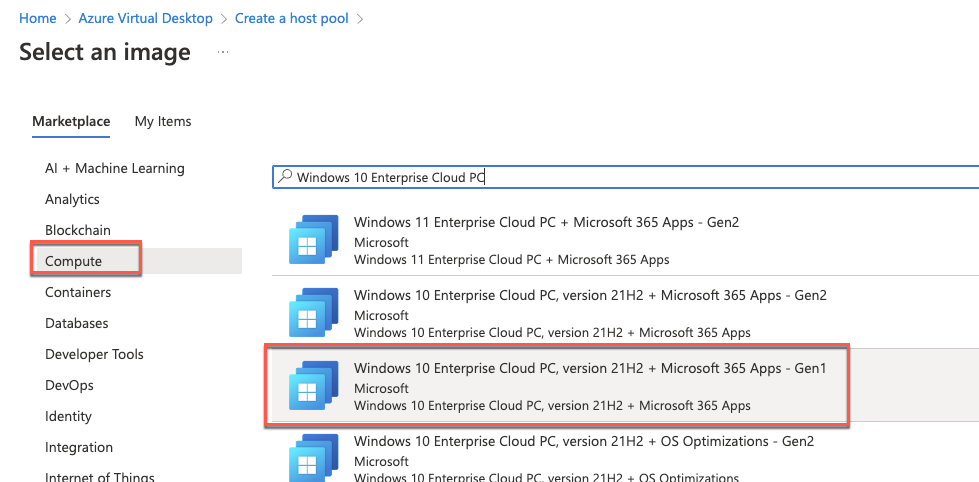 Home > Azure Virtual Desktop > Create a host pool >
Select an image ...
Marketplace My Items
AI + Machine Learning
Analytics
Blockchain
Compute
Containers
Databases
Developer Tools
DevOps
Identity
Integration
Internet of Things
Windows 10 Enterprise Cloud PC
Windows 11 Enterprise Cloud PC + Microsoft 365 Apps - Gen2
Microsoft
Windows 11 Enterprise Cloud PC + Microsoft 365 Apps
Windows 10 Enterprise Cloud PC, version 21H2 + Microsoft 365 Apps - Gen2
Microsoft
Windows 10 Enterprise Cloud PC, version 21H2 + Microsoft 365 Apps
Windows 10 Enterprise Cloud PC, version 21H2 + Microsoft 365 Apps - Gen1
Microsoft
Windows 10 Enterprise Cloud PC, version 21H2 + Microsoft 365 Apps
Windows 10 Enterprise Cloud PC, version 21H2 + OS Optimizations - Gen2
Microsoft
Windows 10 Enterprise Cloud PC, version 21H2 + OS Optimizations